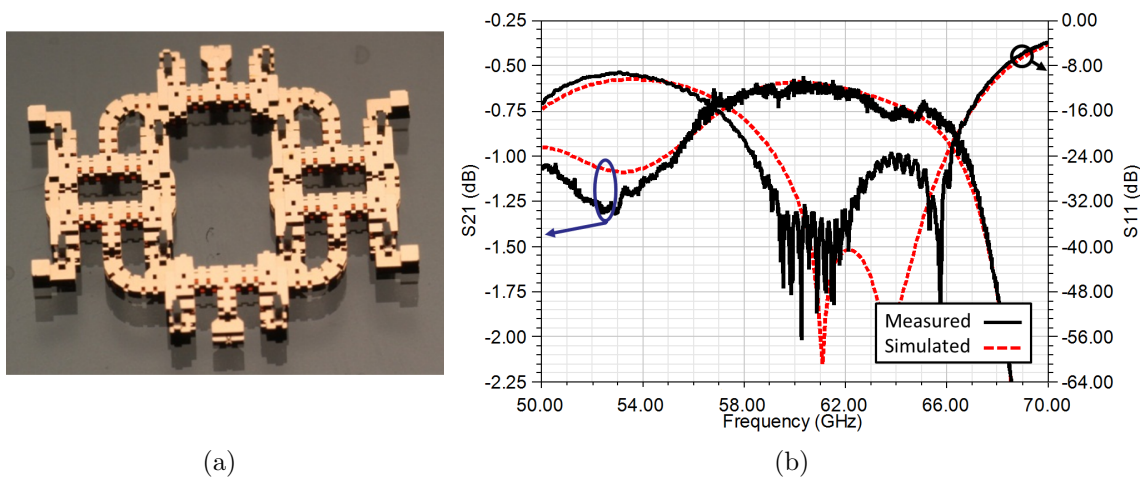 -0.25
-0.50
-0.75
-1.00
-1.25
-1.50
-1.75
-2.00
-2.25
S21 (dB)
0.00
-8.00
-16.00
-24.00
-32.00
-40.00
-48.00
-56.00
-64.00
S11 (dB)
Measured
Simulated
50.00 54.00 58.00 62.00 66.00 70.00
Frequency (GHz)
(a) (b)